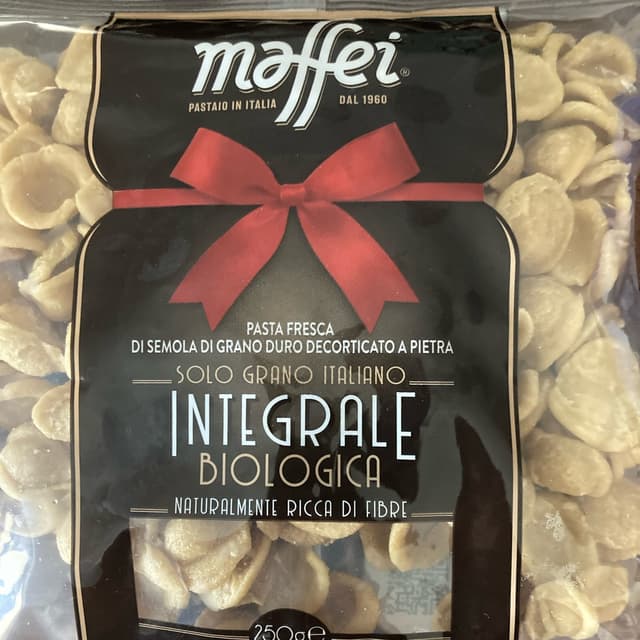 maffei®
PASTAIO IN ITALIA DAL 1960
PASTA FRESCA
DI SEMOLA DI GRANO DURO DECORTICATO A PIETRA
SOLO GRANO ITALIANO
INTEGRALE
BIOLOGICA
NATURALMENTE RICCA DI FIBRE
250g e